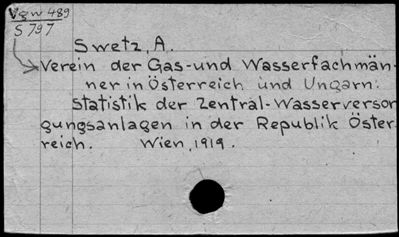 Vgw 489
S 797
Swetz, A.
Verein der Gas- und Wasserfachmän-
ner in Österreich und Ungarn:
Statistik der Zentral-Wasserversor
gungsanlagen in der Republik Öster-
reich. Wien, 1919.